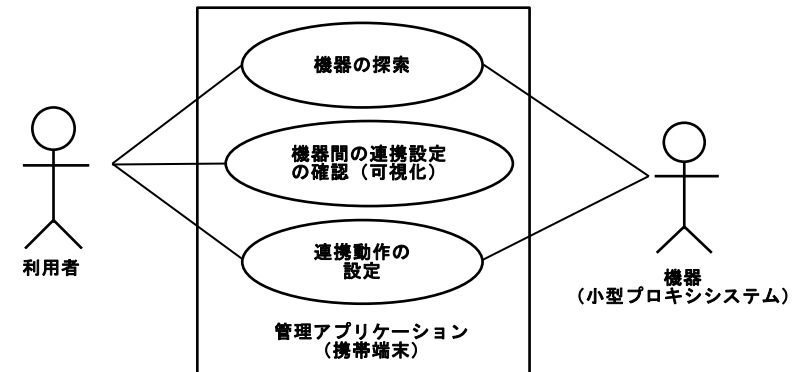 機器の探索
機器間の連携設定
の確認（可視化）
連携動作の
設定
利用者
機器
（小型プロキシシステム）
管理アプリケーション
（携帯端末）